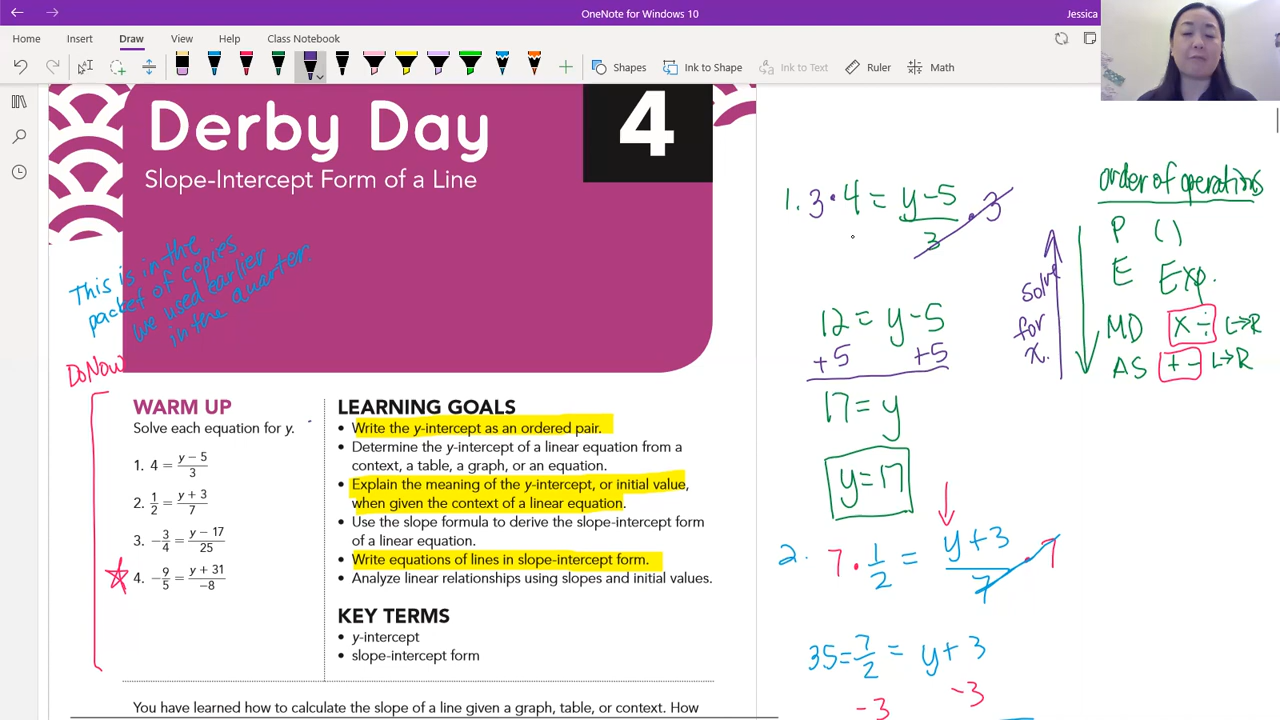 OneNote for Windows 10
Jessica
Home Insert Draw View Help Class Notebook
Shapes Ink to Shape Ink to Text Ruler Math
Derby Day
4
Slope-Intercept Form of a Line
This is in the
packet of copies
we used earlier
in the quarter.
Do Now
WARM UP
Solve each equation for y.
1. 4 = (y − 5)/3
2. 1/2 = (y + 3)/7
3. −3/4 = (y − 17)/25
4. −9/5 = (y + 31)/−8
LEARNING GOALS
• Write the y-intercept as an ordered pair.
• Determine the y-intercept of a linear equation from a
context, a table, a graph, or an equation.
• Explain the meaning of the y-intercept, or initial value,
when given the context of a linear equation.
• Use the slope formula to derive the slope-intercept form
of a linear equation.
• Write equations of lines in slope-intercept form.
• Analyze linear relationships using slopes and initial values.
KEY TERMS
• y-intercept
• slope-intercept form
You have learned how to calculate the slope of a line given a graph, table, or context. How
1. 3 · 4 = (y − 5)/3 · 3
12 = y − 5
+5 +5
17 = y
y = 17
2. 7 · 1/2 = (y + 3)/7 · 7
35 = 7/2 = y + 3
−3 −3
order of operations
P ( )
E Exp.
MD × ÷ L→R
AS + − L→R
solve
for
x.